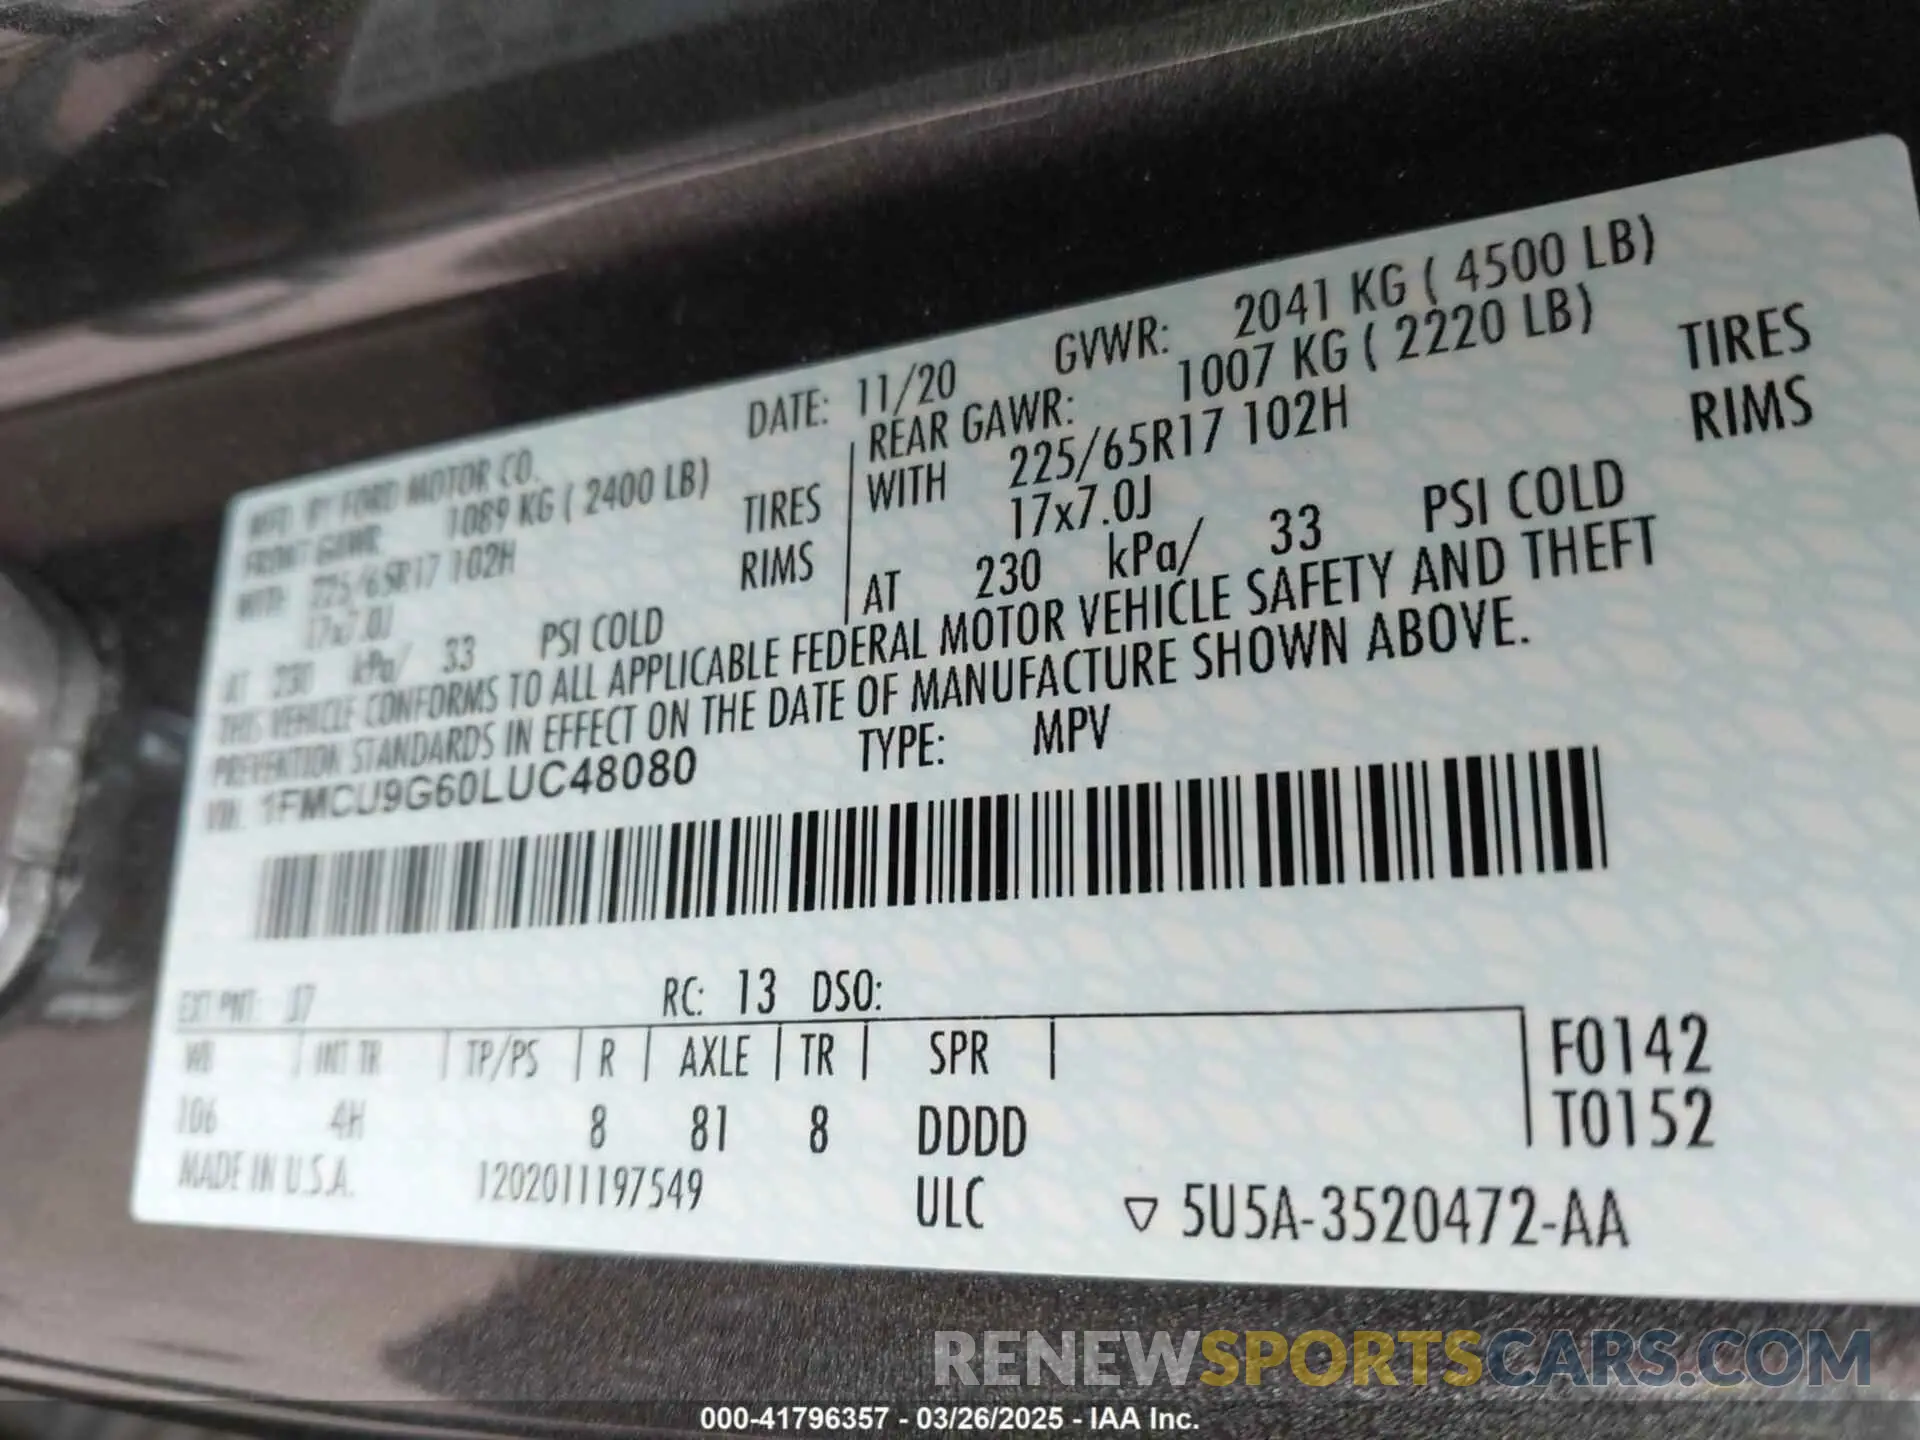 MFD. BY FORD MOTOR CO.
DATE: 11/20 GVWR: 2041 KG ( 4500 LB)
FRONT GAWR: 1089 KG ( 2400 LB) REAR GAWR: 1007 KG ( 2220 LB)
WITH 225/65R17 102H TIRES WITH 225/65R17 102H TIRES
17x7.0J RIMS 17x7.0J RIMS
AT 230 kPa/ 33 PSI COLD AT 230 kPa/ 33 PSI COLD
THIS VEHICLE CONFORMS TO ALL APPLICABLE FEDERAL MOTOR VEHICLE SAFETY AND THEFT
PREVENTION STANDARDS IN EFFECT ON THE DATE OF MANUFACTURE SHOWN ABOVE.
VIN: 1FMCU9G60LUC48080 TYPE: MPV
EXT PNT: J7 RC: 13 DSO:
WB INT TR TP/PS R AXLE TR SPR
106 4H 8 81 8 DDDD
F0142
T0152
MADE IN U.S.A. 1202011197549 ULC ▽ 5U5A-3520472-AA
RENEWSPORTSCARS.COM
000-41796357 - 03/26/2025 - IAA Inc.